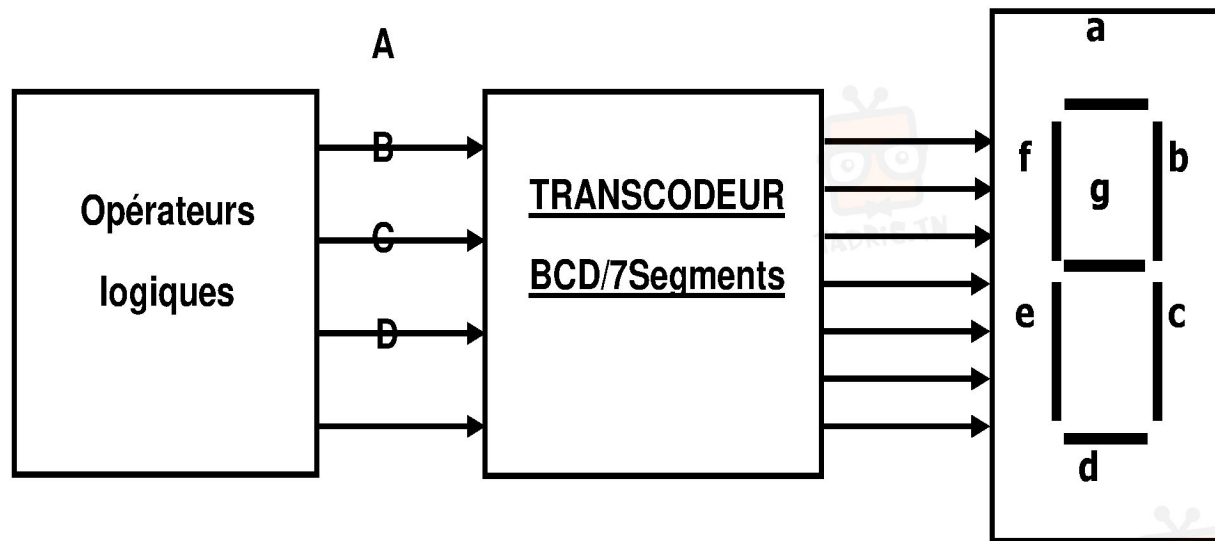 A
Opérateurs
logiques
B
C
D
TRANSCODEUR
BCD/7Segments
a
f
b
g
e
c
d